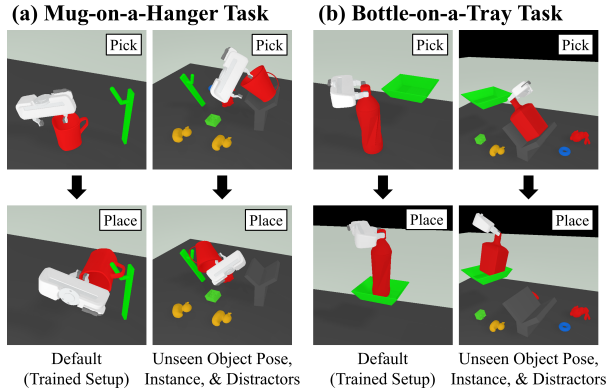 (a) Mug-on-a-Hanger Task
(b) Bottle-on-a-Tray Task
Pick
Pick
Pick
Pick
Place
Place
Place
Place
Default
(Trained Setup)
Unseen Object Pose,
Instance, & Distractors
Default
(Trained Setup)
Unseen Object Pose,
Instance, & Distractors